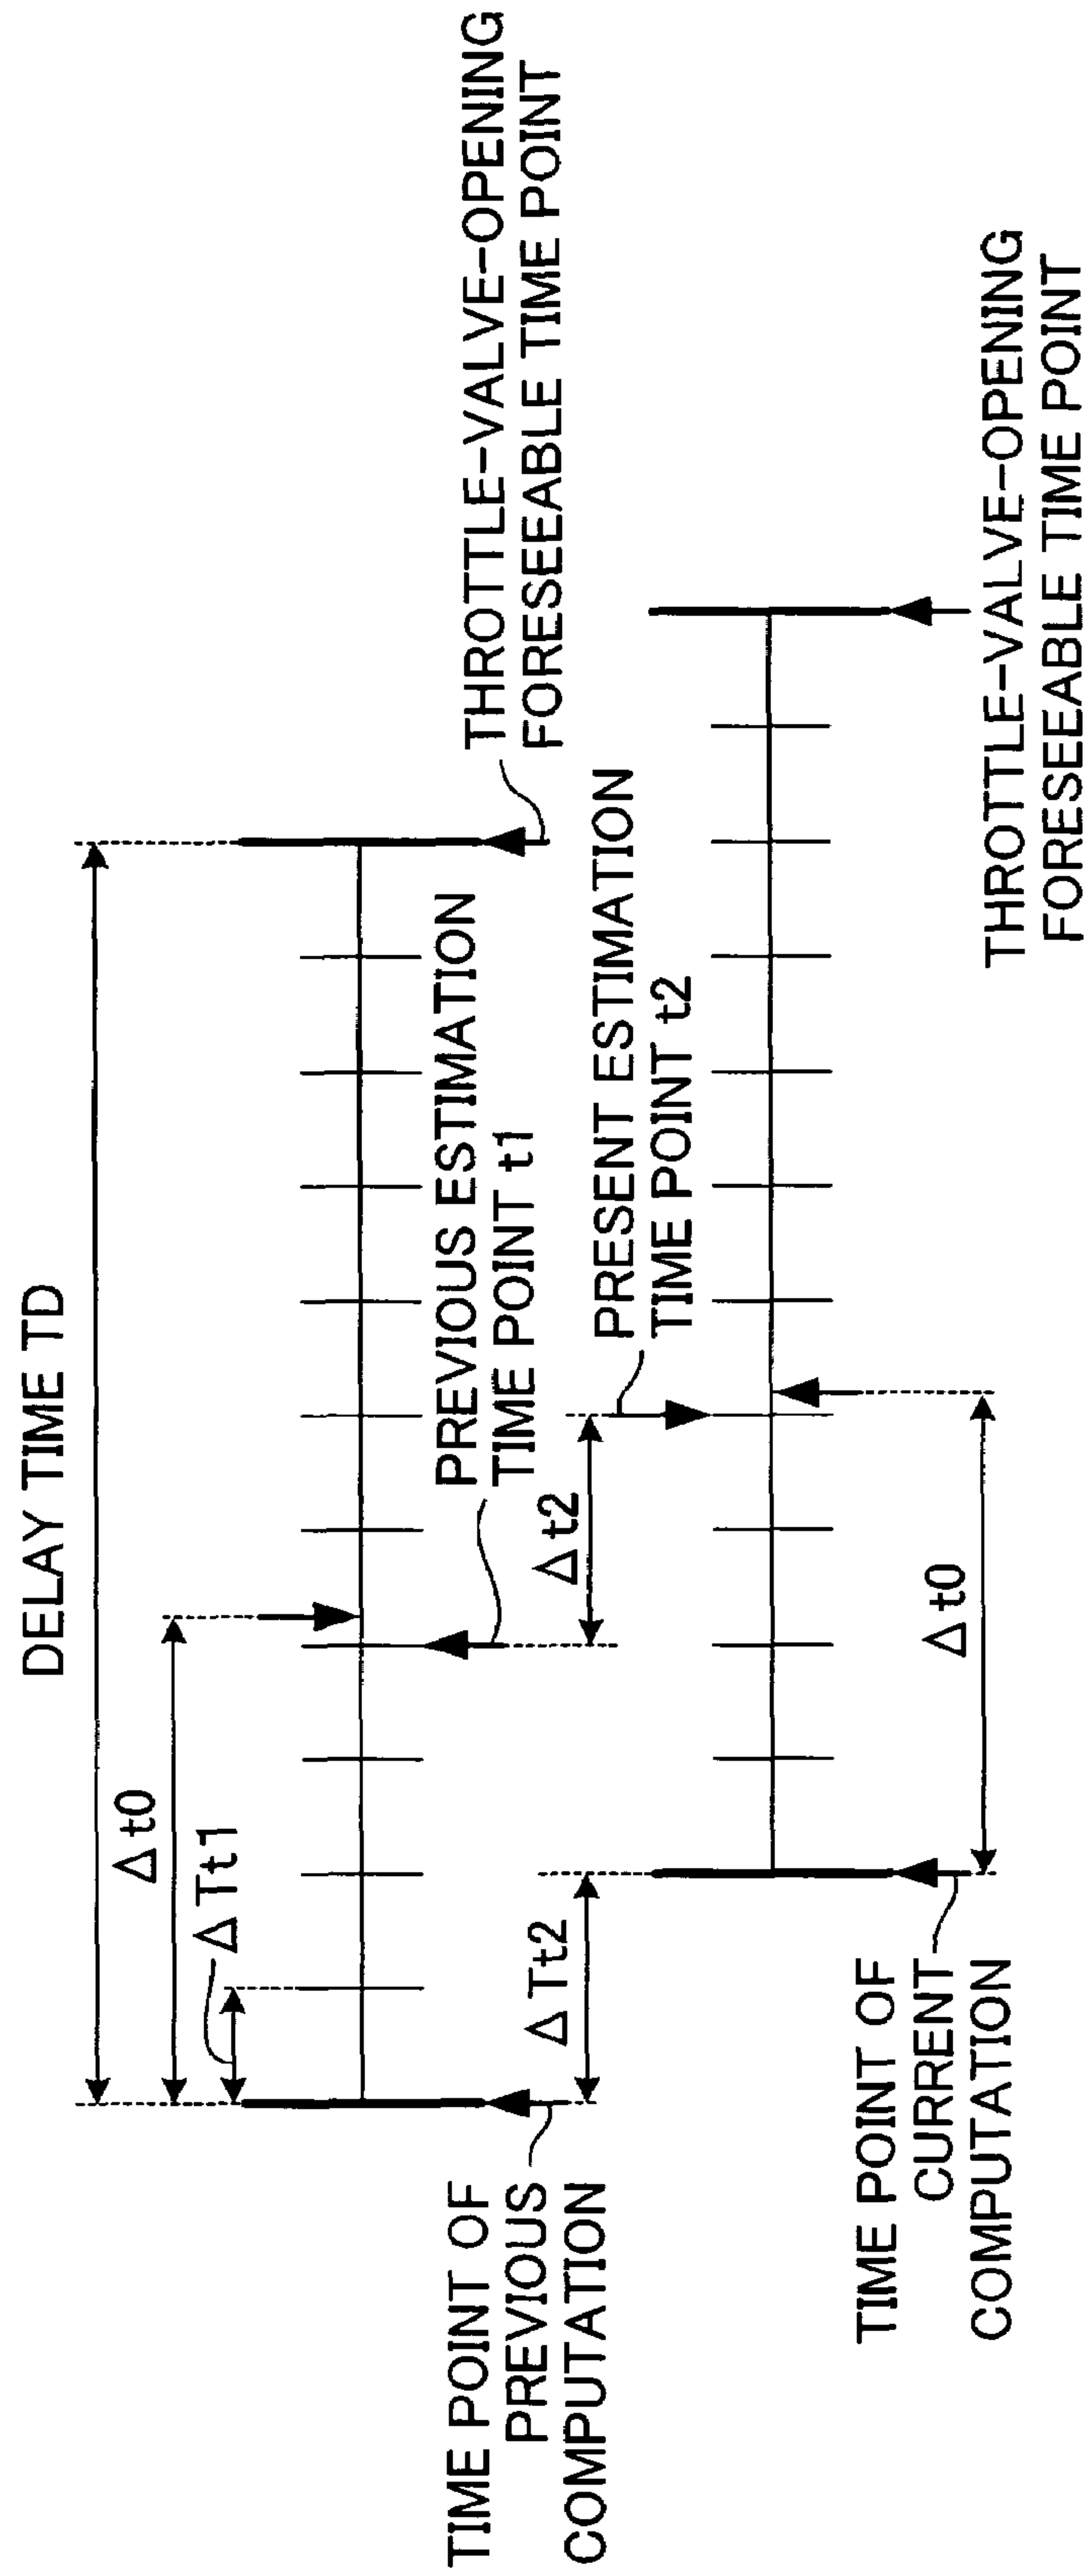 DELAY TIME TD
Δt0
ΔTt1
THROTTLE-VALVE-OPENING
FORESEEABLE TIME POINT
PREVIOUS ESTIMATION
TIME POINT t1
TIME POINT OF
PREVIOUS
COMPUTATION
ΔTt2
Δt2
PRESENT ESTIMATION
TIME POINT t2
TIME POINT OF
CURRENT
COMPUTATION
Δt0
THROTTLE-VALVE-OPENING
FORESEEABLE TIME POINT